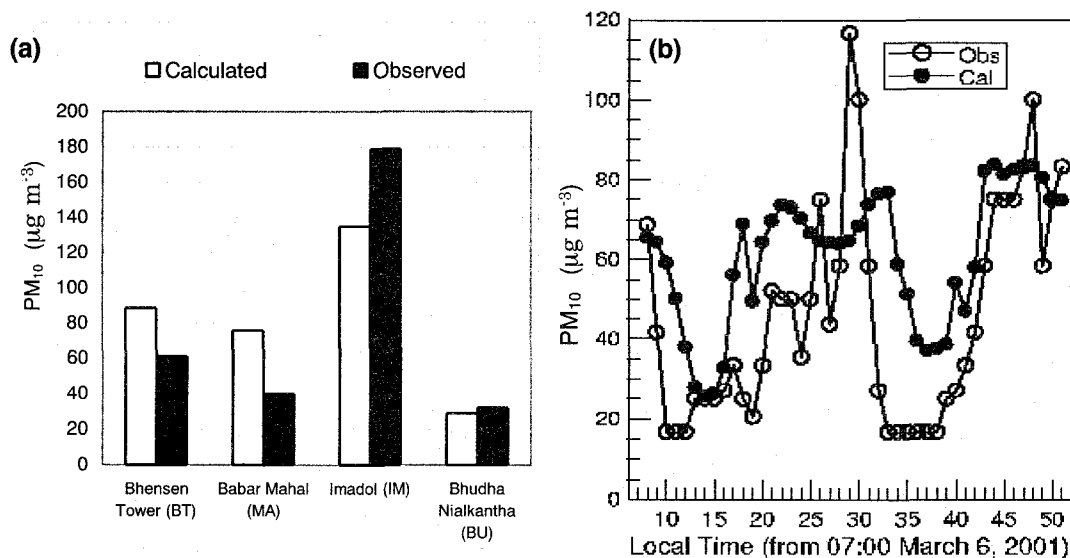 (a)
Calculated
Observed
PM10 (µg m-3)
200
180
160
140
120
100
80
60
40
20
0
Bhensen
Tower (BT)
Babar Mahal
(MA)
Imadol (IM)
Bhudha
Nialkantha
(BU)
(b)
Obs
Cal
PM10 (µg m-3)
120
100
80
60
40
20
0
10 15 20 25 30 35 40 45 50
Local Time (from 07:00 March 6, 2001)